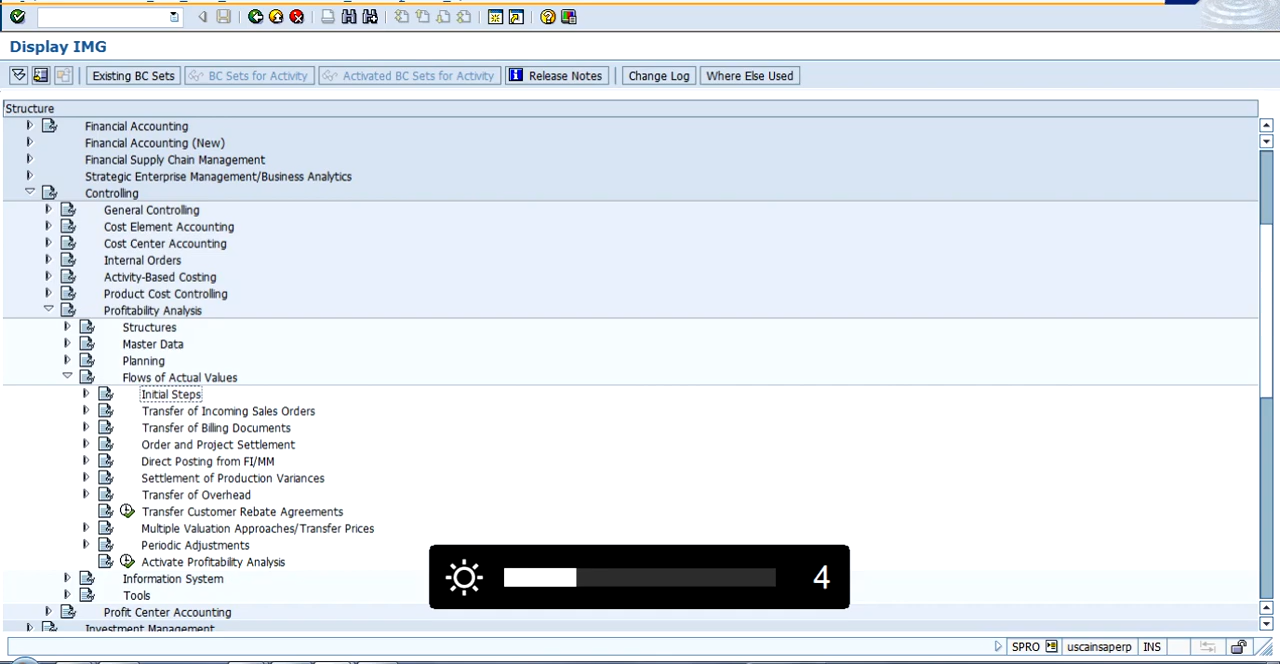 Display IMG
Existing BC Sets BC Sets for Activity Activated BC Sets for Activity Release Notes Change Log Where Else Used
Structure
Financial Accounting
Financial Accounting (New)
Financial Supply Chain Management
Strategic Enterprise Management/Business Analytics
Controlling
General Controlling
Cost Element Accounting
Cost Center Accounting
Internal Orders
Activity-Based Costing
Product Cost Controlling
Profitability Analysis
Structures
Master Data
Planning
Flows of Actual Values
Initial Steps
Transfer of Incoming Sales Orders
Transfer of Billing Documents
Order and Project Settlement
Direct Posting from FI/MM
Settlement of Production Variances
Transfer of Overhead
Transfer Customer Rebate Agreements
Multiple Valuation Approaches/Transfer Prices
Periodic Adjustments
Activate Profitability Analysis
Information System
Tools
Profit Center Accounting
Investment Management
4
SPRO uscainsaperp INS